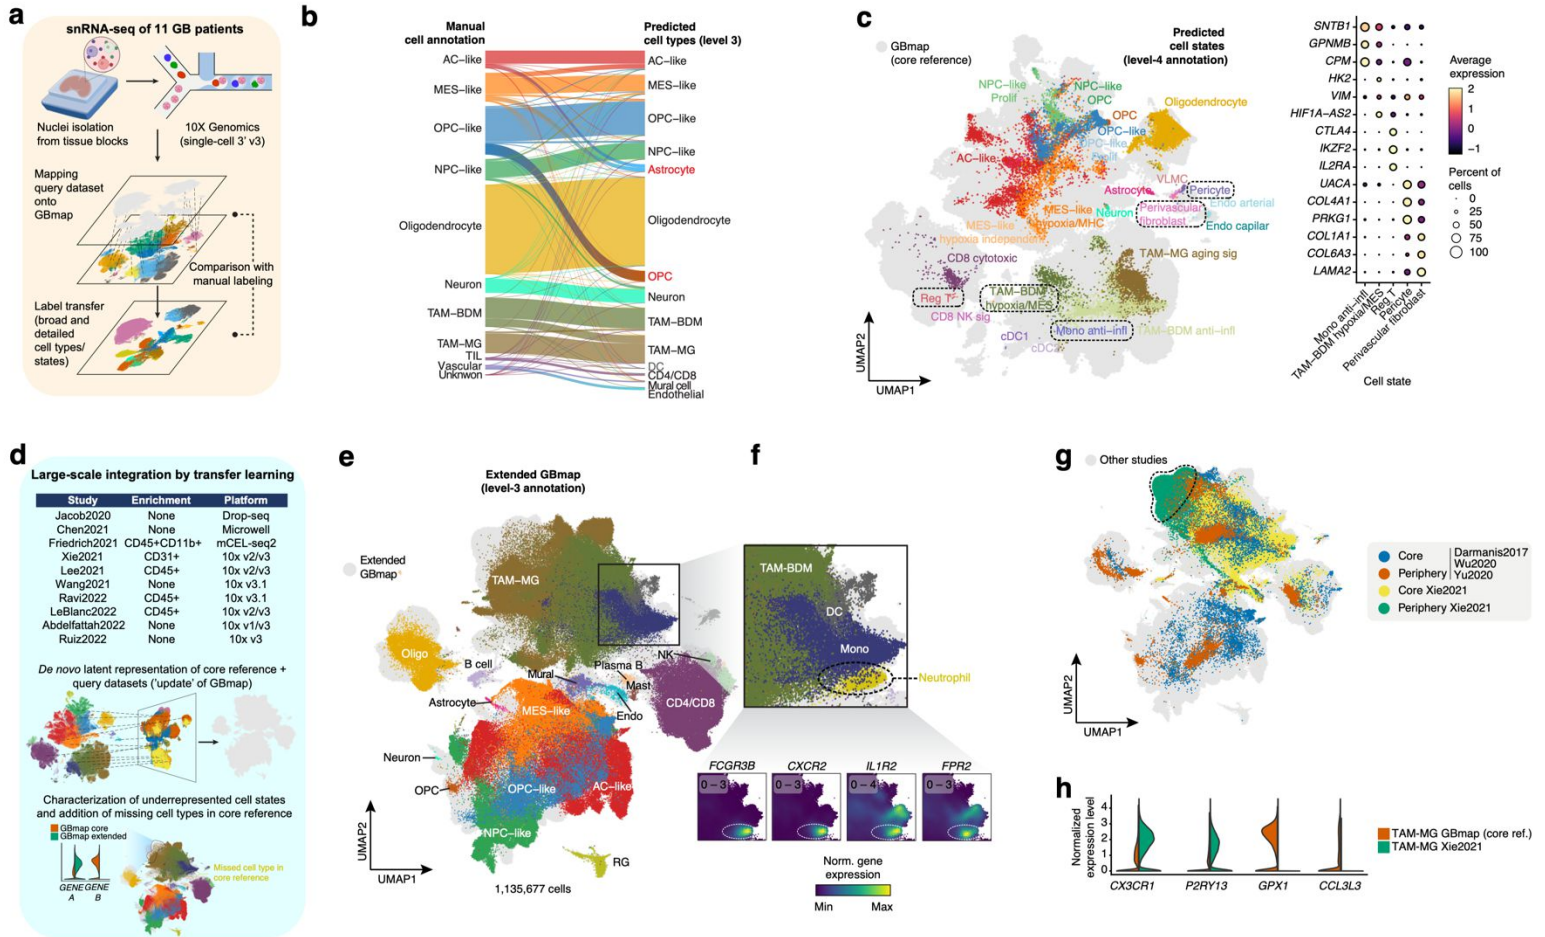 a
snRNA-seq of 11 GB patients
Nuclei isolation
from tissue blocks
10X Genomics
(single-cell 3' v3)
Mapping
query dataset
onto
GBmap
Comparison with
manual labeling
Label transfer
(broad and
detailed
cell types/
states)
b
Manual
cell annotation
Predicted
cell types (level 3)
AC–like
MES–like
OPC–like
NPC–like
Oligodendrocyte
Neuron
TAM–BDM
TAM–MG
TIL
Vascular
Unknwon
AC–like
MES–like
OPC–like
NPC–like
Astrocyte
Oligodendrocyte
OPC
Neuron
TAM–BDM
TAM–MG
DC
CD4/CD8
Mural cell
Endothelial
c
GBmap
(core reference)
Predicted
cell states
(level-4 annotation)
NPC–like
Prolif
NPC–like
OPC
Oligodendrocyte
OPC
OPC–like
OPC–like
Prolif
AC–like
VLMC
Astrocyte
Pericyte
Endo arterial
Neuron
Perivascular
fibroblast
Endo capilar
MES–like
hypoxia/MHC
MES–like
hypoxia independent
CD8 cytotoxic
TAM–MG aging sig
Reg T
TAM–BDM
hypoxia/MES
CD8 NK sig
Mono anti–infl
TAM–BDM anti–infl
cDC1
cDC2
UMAP2
UMAP1
SNTB1
GPNMB
CPM
HK2
VIM
HIF1A–AS2
CTLA4
IKZF2
IL2RA
UACA
COL4A1
PRKG1
COL1A1
COL6A3
LAMA2
Mono anti–infl
TAM–BDM hypoxia/MES
Reg T
Pericyte
Perivascular fibroblast
Cell state
Average
expression
2
1
0
−1
Percent of
cells
0
25
50
75
100
d
Large-scale integration by transfer learning
Study Enrichment Platform
Jacob2020 None Drop-seq
Chen2021 None Microwell
Friedrich2021 CD45+CD11b+ mCEL-seq2
Xie2021 CD31+ 10x v2/v3
Lee2021 CD45+ 10x v2/v3
Wang2021 None 10x v3.1
Ravi2022 CD45+ 10x v3.1
LeBlanc2022 CD45+ 10x v2/v3
Abdelfattah2022 None 10x v1/v3
Ruiz2022 None 10x v3
De novo latent representation of core reference +
query datasets ('update' of GBmap)
Characterization of underrepresented cell states
and addition of missing cell types in core reference
GBmap core
GBmap extended
GENE
A
GENE
B
Missed cell type in
core reference
e
Extended GBmap
(level-3 annotation)
Extended
GBmap
TAM–MG
Oligo
B cell
Mural
Plasma B
NK
Mast
CD4/CD8
Astrocyte
MES–like
Endo
Neuron
OPC
OPC–like
AC–like
NPC–like
RG
UMAP2
UMAP1
1,135,677 cells
f
TAM-BDM
DC
Mono
Neutrophil
FCGR3B
0 – 3
CXCR2
0 – 3
IL1R2
0 – 4
FPR2
0 – 3
Norm. gene
expression
Min
Max
g
Other studies
Core
Periphery
Darmanis2017
Wu2020
Yu2020
Core Xie2021
Periphery Xie2021
UMAP2
UMAP1
h
Normalized
expression level
4
3
2
1
0
CX3CR1
P2RY13
GPX1
CCL3L3
TAM-MG GBmap (core ref.)
TAM-MG Xie2021